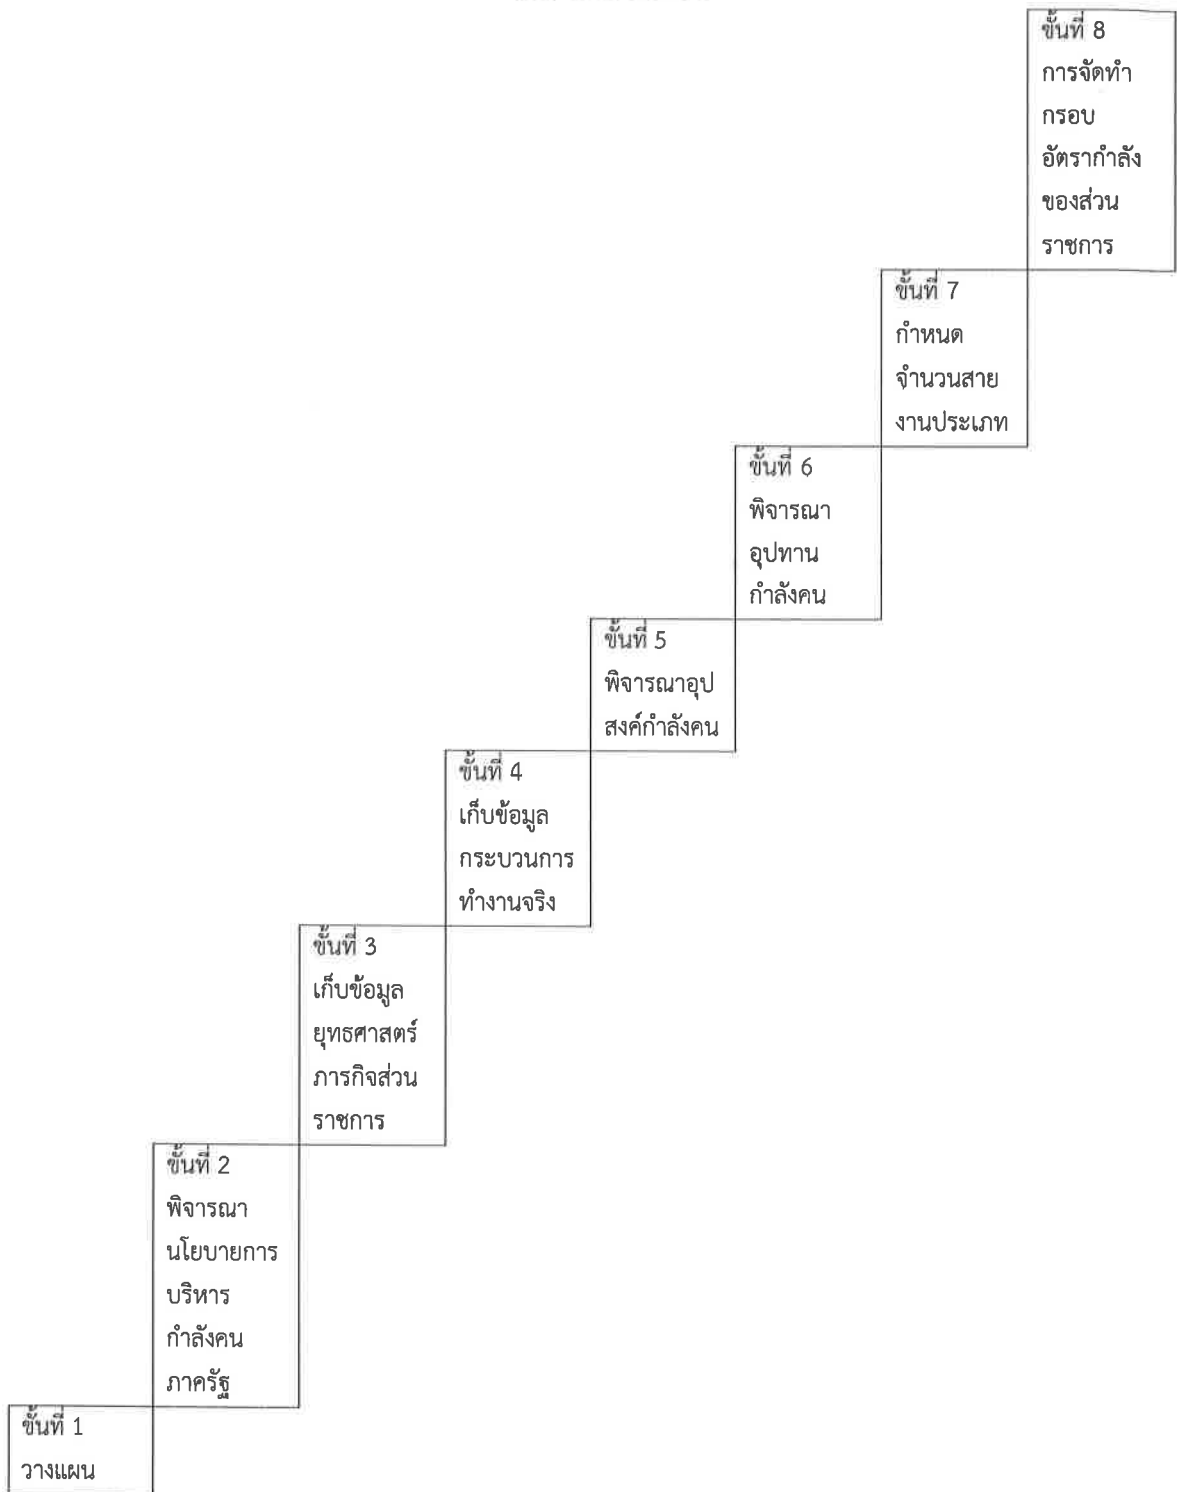 ขั้นที่ 8
การจัดทำ
กรอบ
อัตรากำลัง
ของส่วน
ราชการ
ขั้นที่ 7
กำหนด
จำนวนสาย
งานประเภท
ขั้นที่ 6
พิจารณา
อุปทาน
กำลังคน
ขั้นที่ 5
พิจารณาอุป
สงค์กำลังคน
ขั้นที่ 4
เก็บข้อมูล
กระบวนการ
ทำงานจริง
ขั้นที่ 3
เก็บข้อมูล
ยุทธศาสตร์
ภารกิจส่วน
ราชการ
ขั้นที่ 2
พิจารณา
นโยบายการ
บริหาร
กำลังคน
ภาครัฐ
ขั้นที่ 1
วางแผน